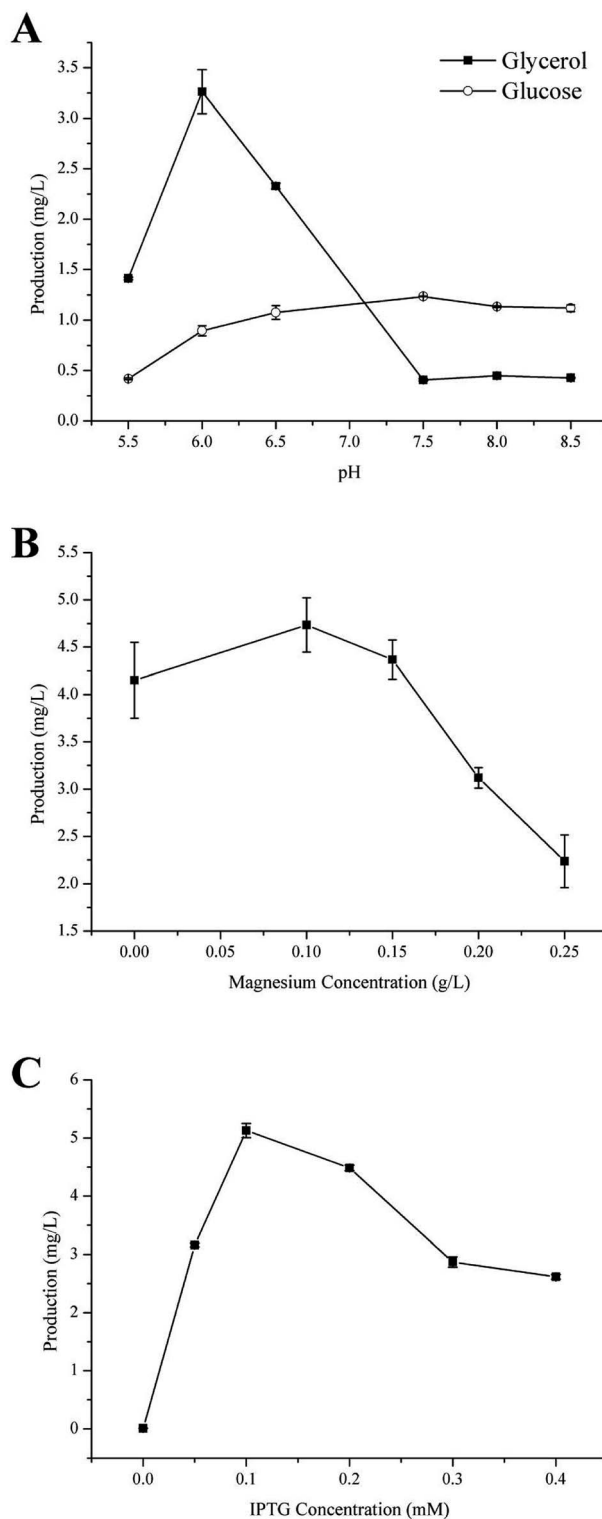 A
Glycerol
Glucose
3.5
3.0
2.5
2.0
1.5
1.0
0.5
0.0
Production (mg/L)
5.5 6.0 6.5 7.0 7.5 8.0 8.5
pH
B
5.5
5.0
4.5
4.0
3.5
3.0
2.5
2.0
1.5
Production (mg/L)
0.00 0.05 0.10 0.15 0.20 0.25
Magnesium Concentration (g/L)
C
6
5
4
3
2
1
0
Production (mg/L)
0.0 0.1 0.2 0.3 0.4
IPTG Concentration (mM)